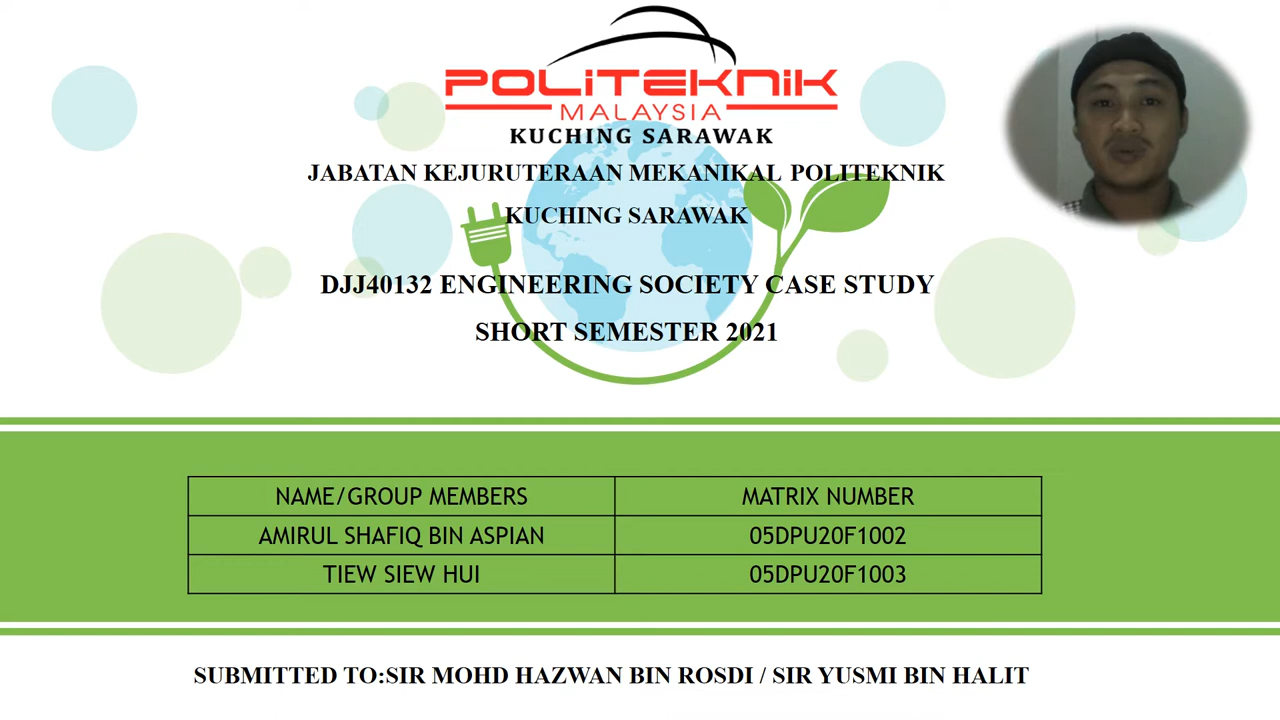 POLITEKNIK
MALAYSIA
KUCHING SARAWAK
JABATAN KEJURUTERAAN MEKANIKAL POLITEKNIK
KUCHING SARAWAK
DJJ40132 ENGINEERING SOCIETY CASE STUDY
SHORT SEMESTER 2021
NAME/GROUP MEMBERS MATRIX NUMBER
AMIRUL SHAFIQ BIN ASPIAN 05DPU20F1002
TIEW SIEW HUI 05DPU20F1003
SUBMITTED TO:SIR MOHD HAZWAN BIN ROSDI / SIR YUSMI BIN HALIT